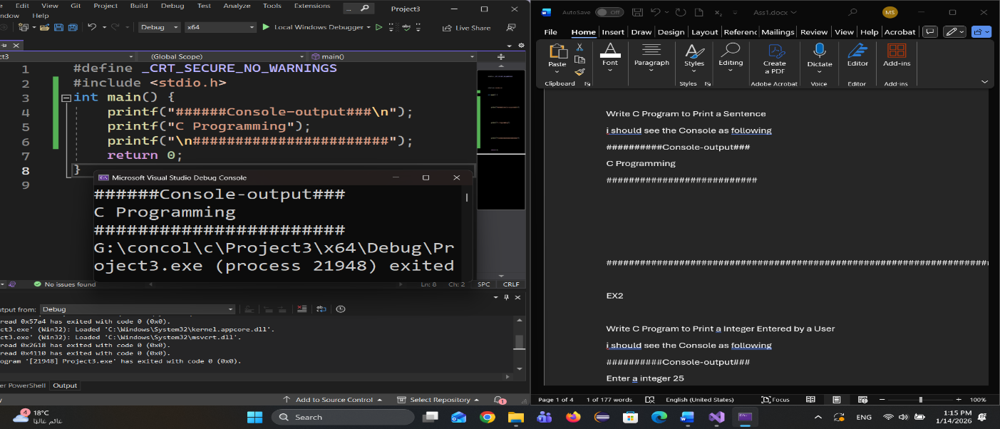 Edit View Git Project Build Debug Test Analyze Tools Extensions ... Project3
Help
Debug x64 Local Windows Debugger Live Share
(Global Scope) main()
1 #define _CRT_SECURE_NO_WARNINGS
2 #include <stdio.h>
3 int main() {
4 printf("######Console-output###\n");
5 printf("C Programming");
6 printf("\n#######################");
7 return 0;
8 }
9
Microsoft Visual Studio Debug Console
######Console-output###
C Programming
#######################
G:\concol\c\Project3\x64\Debug\Pr
oject3.exe (process 21948) exited
No issues found Ln: 8 Ch: 2 SPC CRLF
utput from: Debug
read 0x57a4 has exited with code 0 (0x0).
ct3.exe' (Win32): Loaded 'C:\Windows\System32\kernel.appcore.dll'.
ct3.exe' (Win32): Loaded 'C:\Windows\System32\msvcrt.dll'.
read 0x2618 has exited with code 0 (0x0).
read 0x4110 has exited with code 0 (0x0).
ogram '[21948] Project3.exe' has exited with code 0 (0x0).
er PowerShell Output
Add to Source Control Select Repository 1
AutoSave Off Ass1.docx MS
File Home Insert Draw Design Layout Referenc Mailings Review View Help Acrobat
Paste Font Paragraph Styles Editing Create a PDF Dictate Editor Add-ins
Clipboard Styles Adobe Acrobat Voice Editor Add-ins
Write C Program to Print a Sentence
i should see the Console as following
##########Console-output###
C Programming
###########################
#####################################################################
EX2
Write C Program to Print a Integer Entered by a User
i should see the Console as following
##########Console-output###
Enter a integer 25
Page 1 of 4 1 of 177 words English (United States) Focus 100%
4 18°C
غائم غالبًا
Search
ENG 1:15 PM
1/14/2026